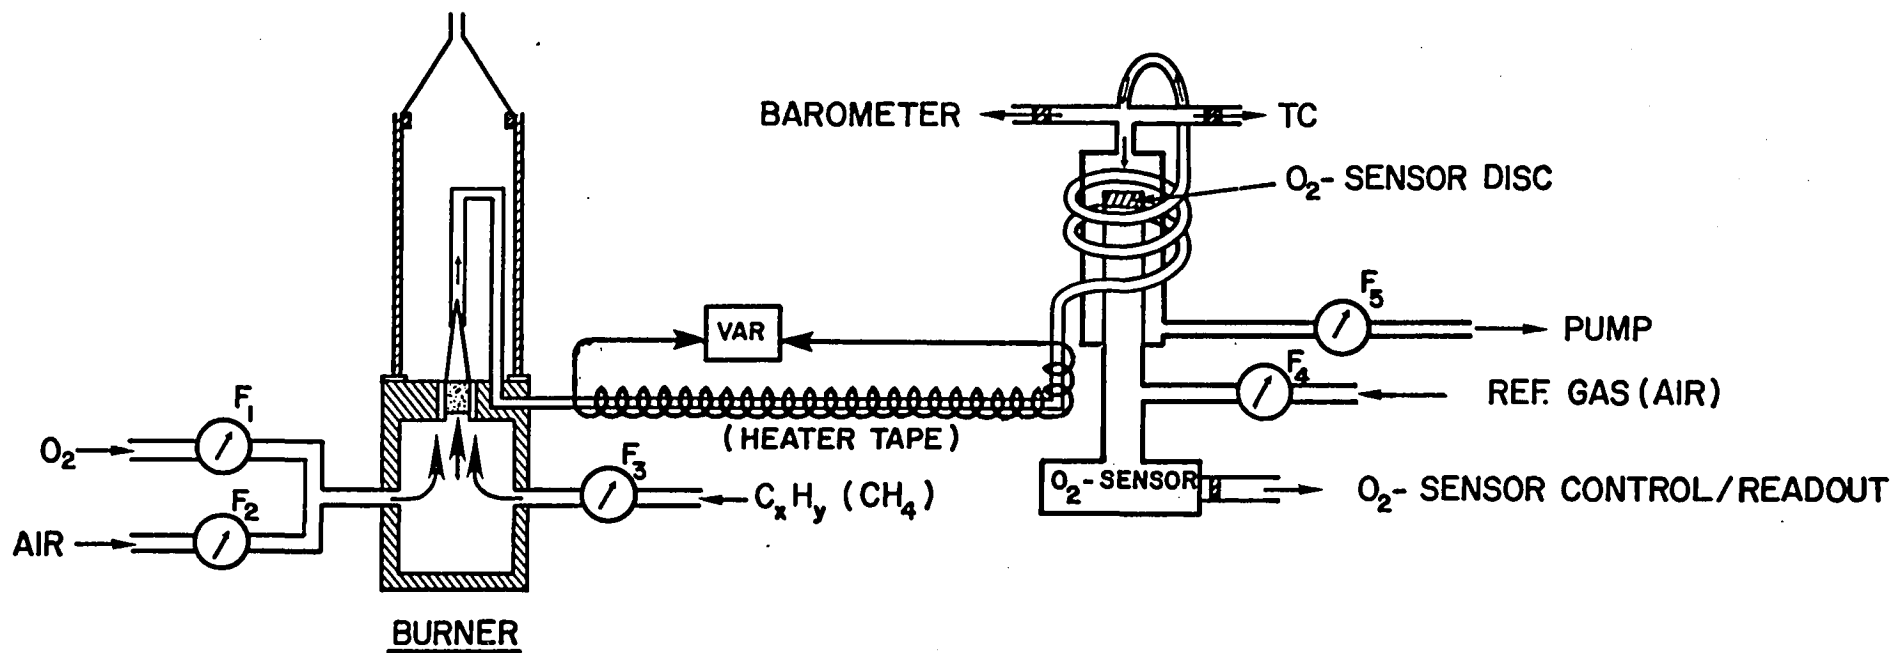 BAROMETER
TC
O₂- SENSOR DISC
F₅
VAR
PUMP
F₄
REF. GAS (AIR)
F₁
(HEATER TAPE)
O₂
F₃
O₂- SENSOR
CₓHᵧ (CH₄)
O₂- SENSOR CONTROL/READOUT
F₂
AIR
BURNER